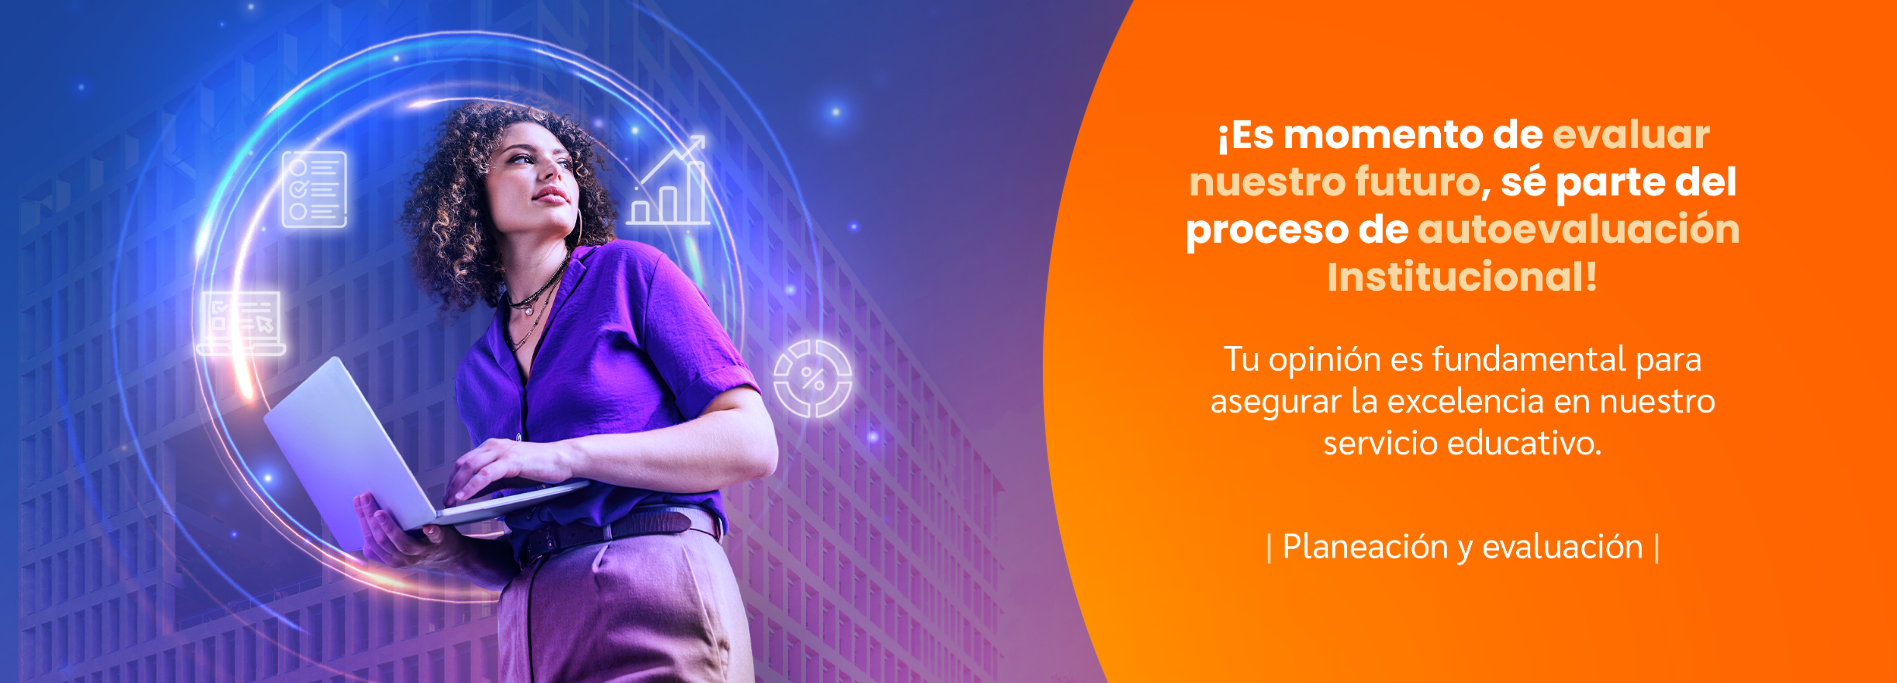 ¡Es momento de evaluar
nuestro futuro, sé parte del
proceso de autoevaluación
Institucional!
Tu opinión es fundamental para
asegurar la excelencia en nuestro
servicio educativo.
| Planeación y evaluación |
%